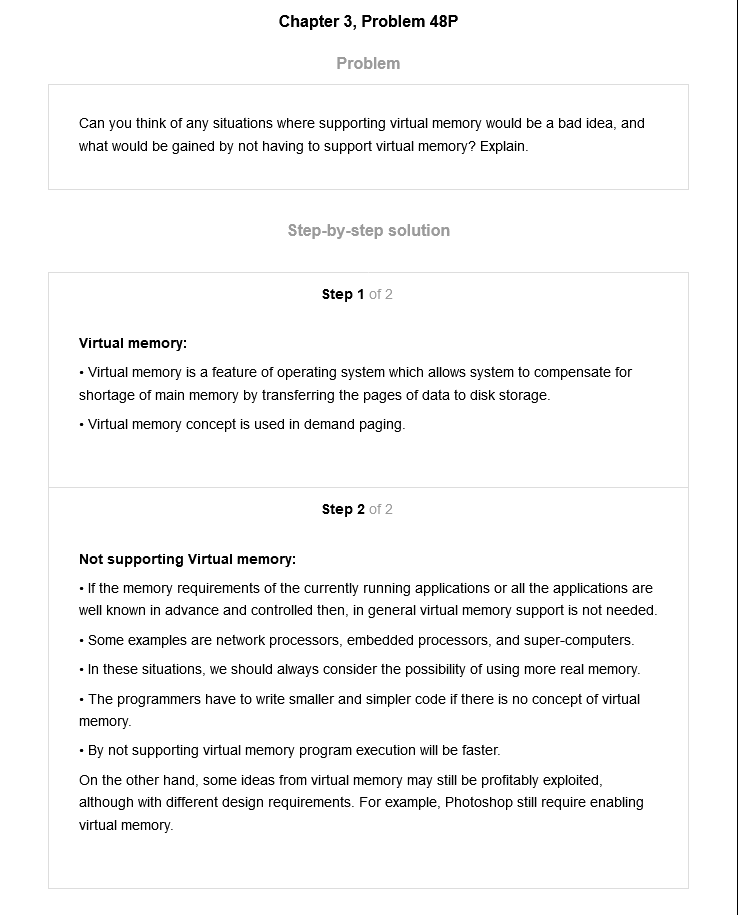 Chapter 3, Problem 48P
Problem
Can you think of any situations where supporting virtual memory would be a bad idea, and
what would be gained by not having to support virtual memory? Explain.
Step-by-step solution
Step 1 of 2
Virtual memory:
• Virtual memory is a feature of operating system which allows system to compensate for
shortage of main memory by transferring the pages of data to disk storage.
• Virtual memory concept is used in demand paging.
Step 2 of 2
Not supporting Virtual memory:
• If the memory requirements of the currently running applications or all the applications are
well known in advance and controlled then, in general virtual memory support is not needed.
• Some examples are network processors, embedded processors, and super-computers.
• In these situations, we should always consider the possibility of using more real memory.
• The programmers have to write smaller and simpler code if there is no concept of virtual
memory.
• By not supporting virtual memory program execution will be faster.
On the other hand, some ideas from virtual memory may still be profitably exploited,
although with different design requirements. For example, Photoshop still require enabling
virtual memory.